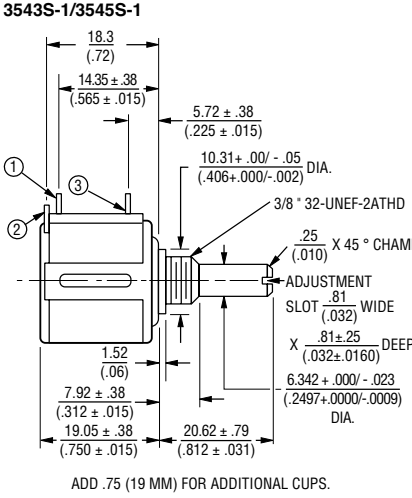 3543S-1/3545S-1
18.3
(.72)
14.35 ± .38
(.565 ± .015)
5.72 ± .38
(.225 ± .015)
10.31+ .00/ - .05 DIA.
(.406+.000/-.002)
1
3
2
3/8 " 32-UNEF-2ATHD
.25 X 45 ° CHAM
(.010)
ADJUSTMENT
SLOT .81 WIDE
(.032)
X .81±.25 DEEP
(.032±.0160)
1.52
(.06)
7.92 ± .38
(.312 ± .015)
6.342 + .000/ - .023
(.2497+.0000/-.0009)
DIA.
19.05 ± .38
(.750 ± .015)
20.62 ± .79
(.812 ± .031)
ADD .75 (19 MM) FOR ADDITIONAL CUPS.